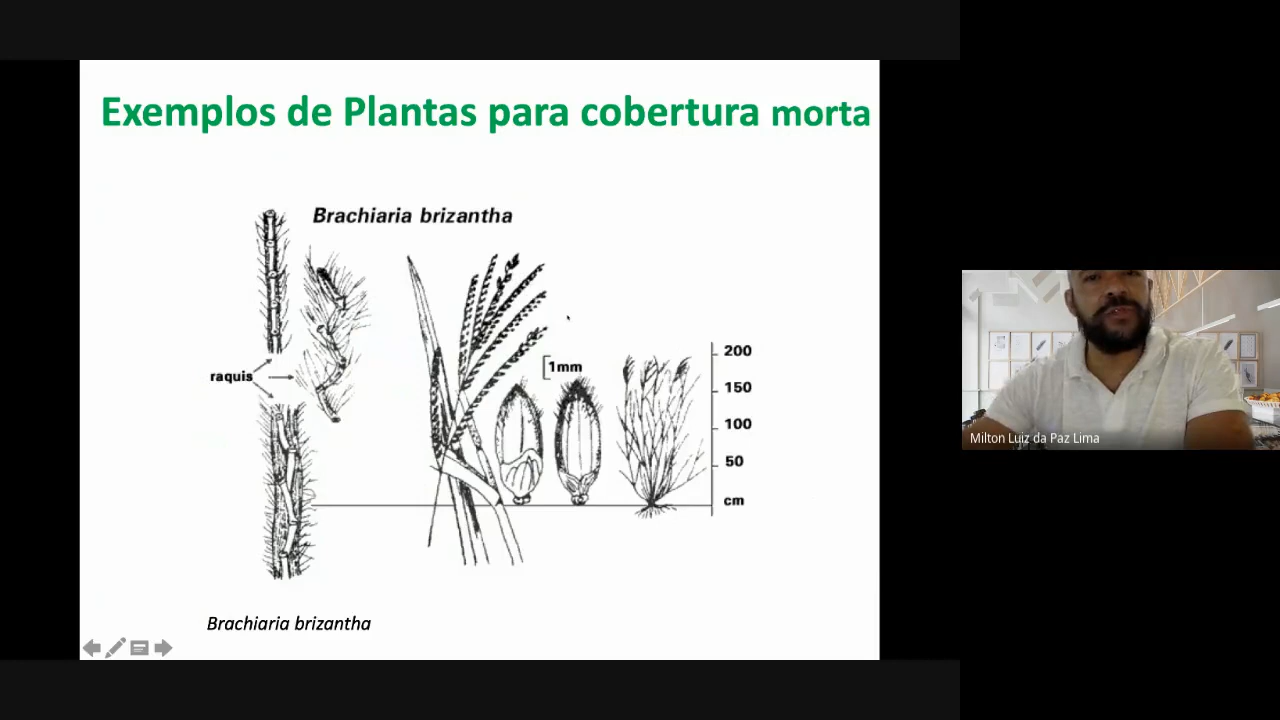 Exemplos de Plantas para cobertura morta
Brachiaria brizantha
raquis
1mm
200
150
100
50
cm
Brachiaria brizantha
Milton Luiz da Paz Lima